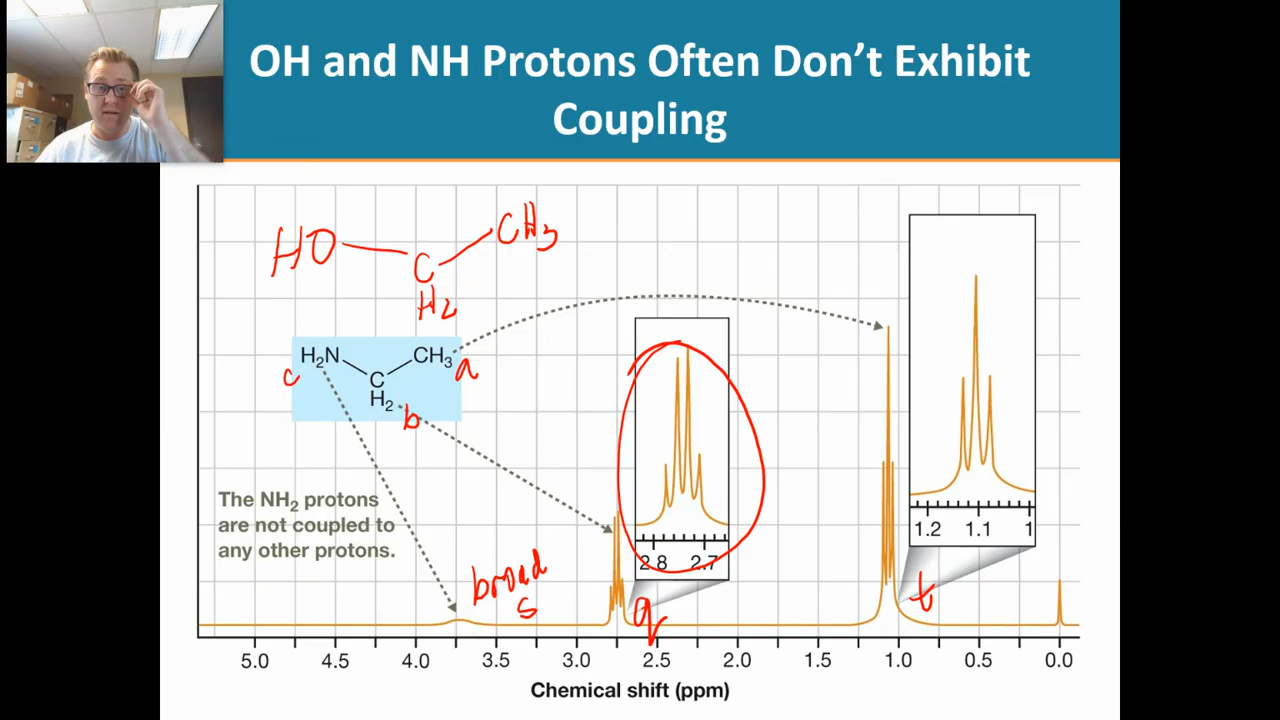 OH and NH Protons Often Don't Exhibit
Coupling
HO
CH3
C
H2
H₂N
CH₃
C
H₂
c
a
b
The NH₂ protons
are not coupled to
any other protons.
broad
s
q
t
2.8 2.7
1.2 1.1 1
5.0 4.5 4.0 3.5 3.0 2.5 2.0 1.5 1.0 0.5 0.0
Chemical shift (ppm)